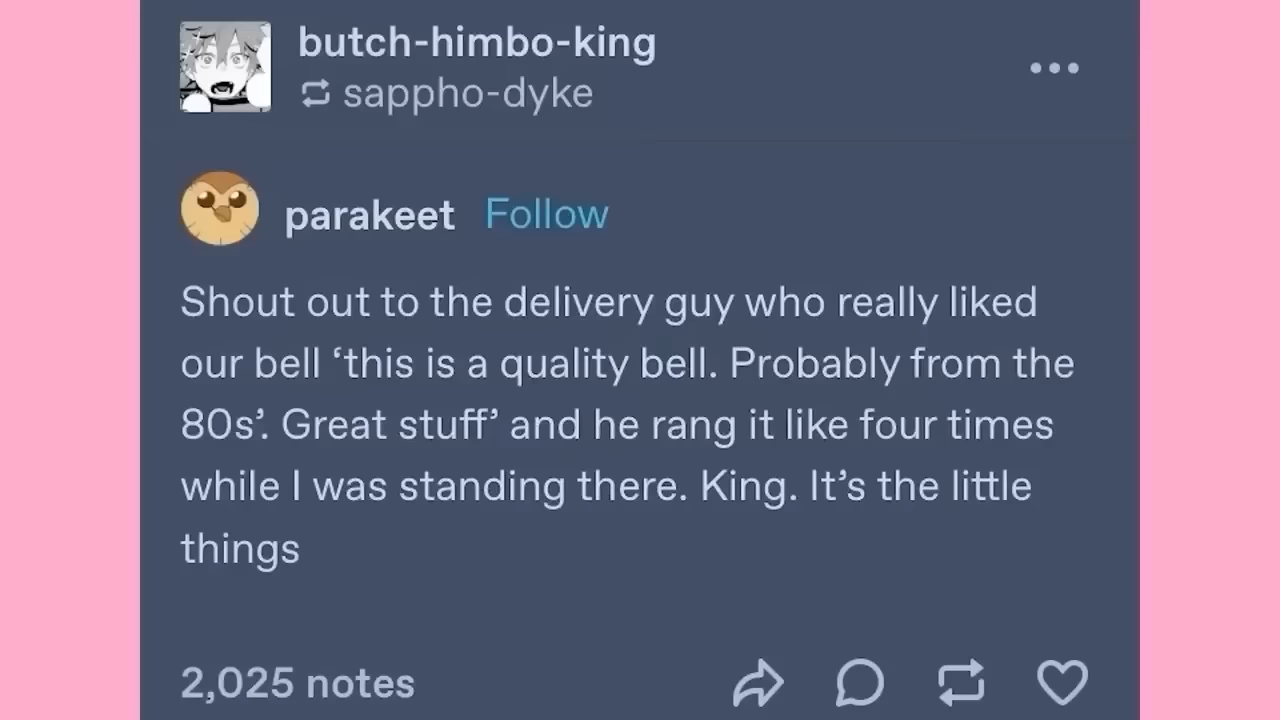 butch-himbo-king
sappho-dyke
parakeet Follow
Shout out to the delivery guy who really liked
our bell ‘this is a quality bell. Probably from the
80s’. Great stuff’ and he rang it like four times
while I was standing there. King. It’s the little
things
2,025 notes